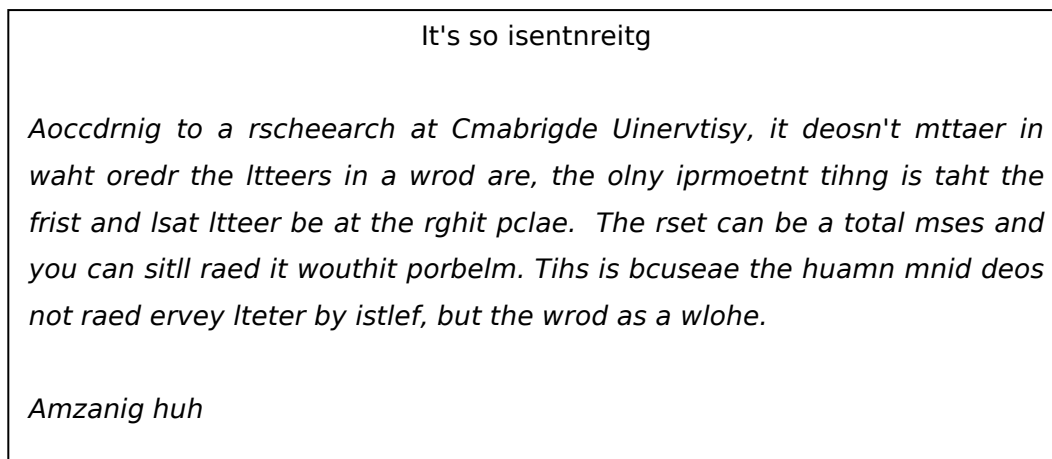 It's so isentnreitg
Aoccdrnig to a rscheearch at Cmabrigde Uinervtisy, it deosn't mttaer in
waht oredr the ltteers in a wrod are, the olny iprmoetnt tihng is taht the
frist and lsat ltteer be at the rghit pclae. The rset can be a total mses and
you can sitll raed it wouthit porbelm. Tihs is bcuseae the huamn mnid deos
not raed ervey lteter by istlef, but the wrod as a wlohe.
Amzanig huh